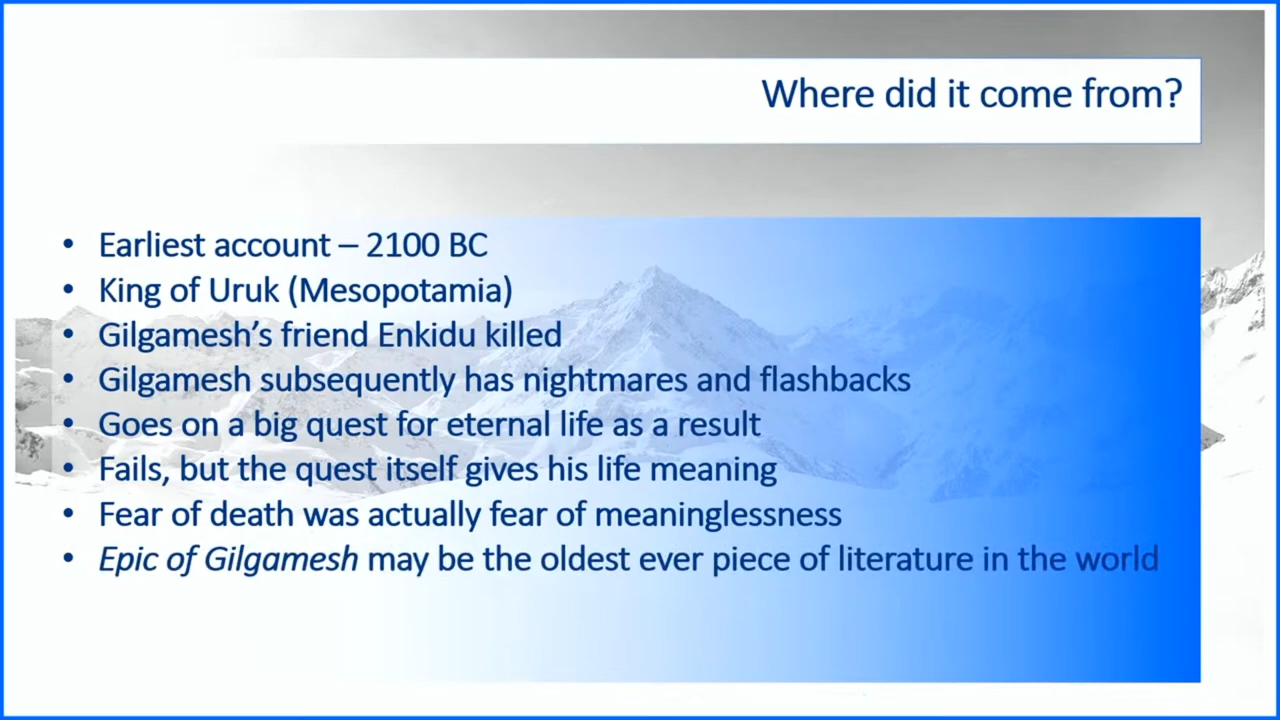 Where did it come from?
• Earliest account – 2100 BC
• King of Uruk (Mesopotamia)
• Gilgamesh’s friend Enkidu killed
• Gilgamesh subsequently has nightmares and flashbacks
• Goes on a big quest for eternal life as a result
• Fails, but the quest itself gives his life meaning
• Fear of death was actually fear of meaninglessness
• Epic of Gilgamesh may be the oldest ever piece of literature in the world